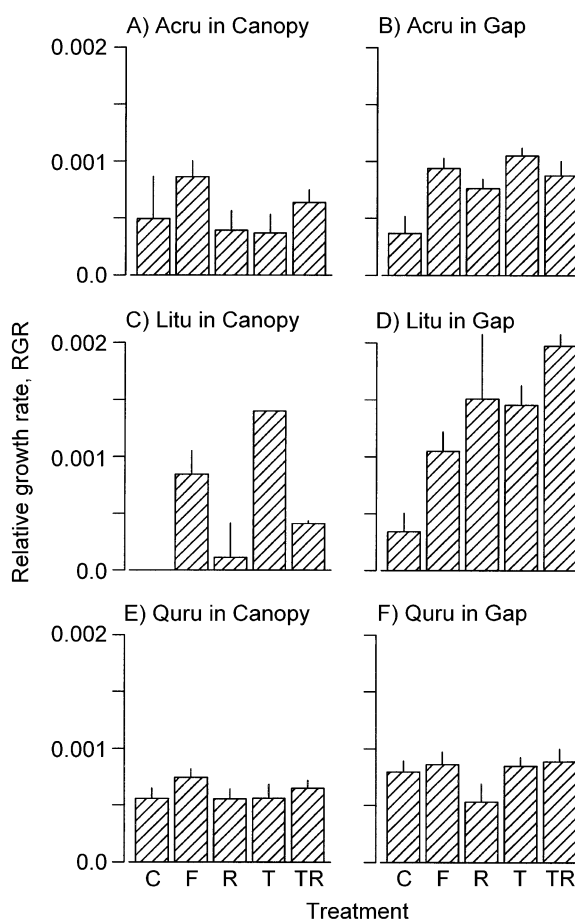 A) Acru in Canopy
B) Acru in Gap
0.002
0.001
0.0
C) Litu in Canopy
D) Litu in Gap
0.002
0.001
0.0
Relative growth rate, RGR
E) Quru in Canopy
F) Quru in Gap
0.002
0.001
0.0
C F R T TR
C F R T TR
Treatment